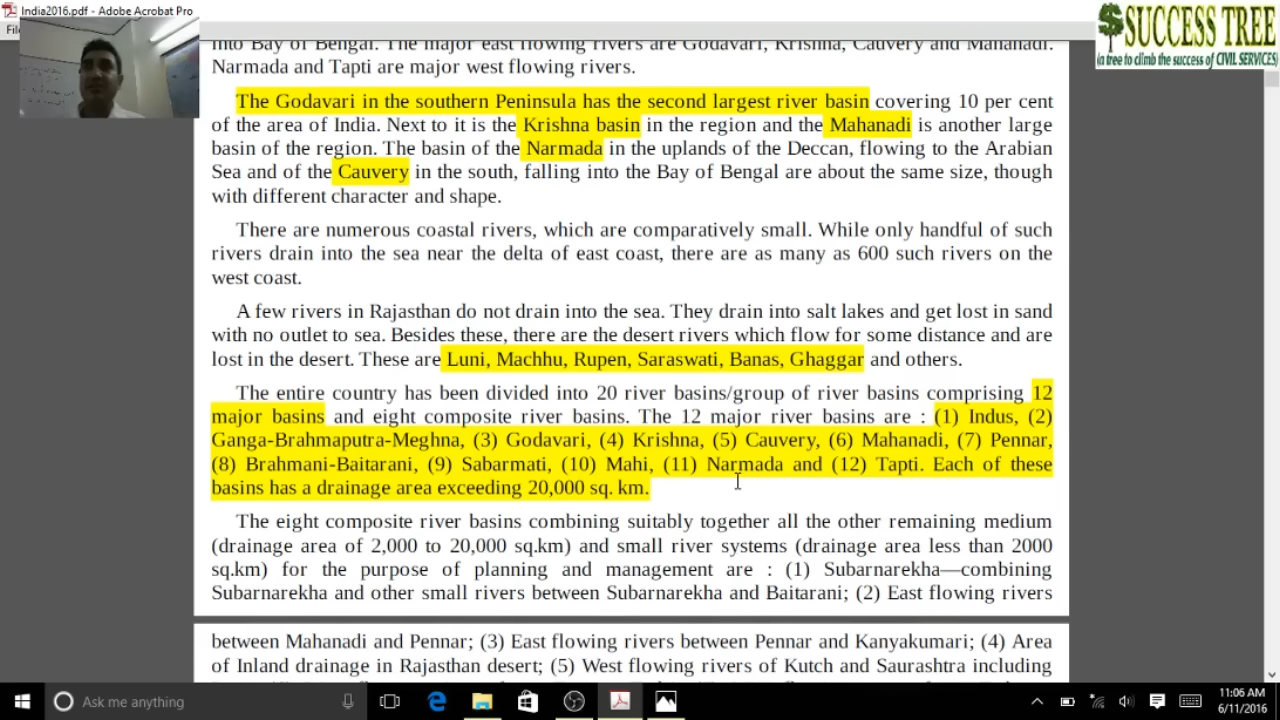 India2016.pdf - Adobe Acrobat Pro
SUCCESS TREE
(a tree to climb the success of CIVIL SERVICES)
into Bay of Bengal. The major east flowing rivers are Godavari, Krishna, Cauvery and Mahanadi.
Narmada and Tapti are major west flowing rivers.
The Godavari in the southern Peninsula has the second largest river basin covering 10 per cent
of the area of India. Next to it is the Krishna basin in the region and the Mahanadi is another large
basin of the region. The basin of the Narmada in the uplands of the Deccan, flowing to the Arabian
Sea and of the Cauvery in the south, falling into the Bay of Bengal are about the same size, though
with different character and shape.
There are numerous coastal rivers, which are comparatively small. While only handful of such
rivers drain into the sea near the delta of east coast, there are as many as 600 such rivers on the
west coast.
A few rivers in Rajasthan do not drain into the sea. They drain into salt lakes and get lost in sand
with no outlet to sea. Besides these, there are the desert rivers which flow for some distance and are
lost in the desert. These are Luni, Machhu, Rupen, Saraswati, Banas, Ghaggar and others.
The entire country has been divided into 20 river basins/group of river basins comprising 12
major basins and eight composite river basins. The 12 major river basins are : (1) Indus, (2)
Ganga-Brahmaputra-Meghna, (3) Godavari, (4) Krishna, (5) Cauvery, (6) Mahanadi, (7) Pennar,
(8) Brahmani-Baitarani, (9) Sabarmati, (10) Mahi, (11) Narmada and (12) Tapti. Each of these
basins has a drainage area exceeding 20,000 sq. km.
The eight composite river basins combining suitably together all the other remaining medium
(drainage area of 2,000 to 20,000 sq.km) and small river systems (drainage area less than 2000
sq.km) for the purpose of planning and management are : (1) Subarnarekha—combining
Subarnarekha and other small rivers between Subarnarekha and Baitarani; (2) East flowing rivers
between Mahanadi and Pennar; (3) East flowing rivers between Pennar and Kanyakumari; (4) Area
of Inland drainage in Rajasthan desert; (5) West flowing rivers of Kutch and Saurashtra including
Ask me anything
11:06 AM
6/11/2016